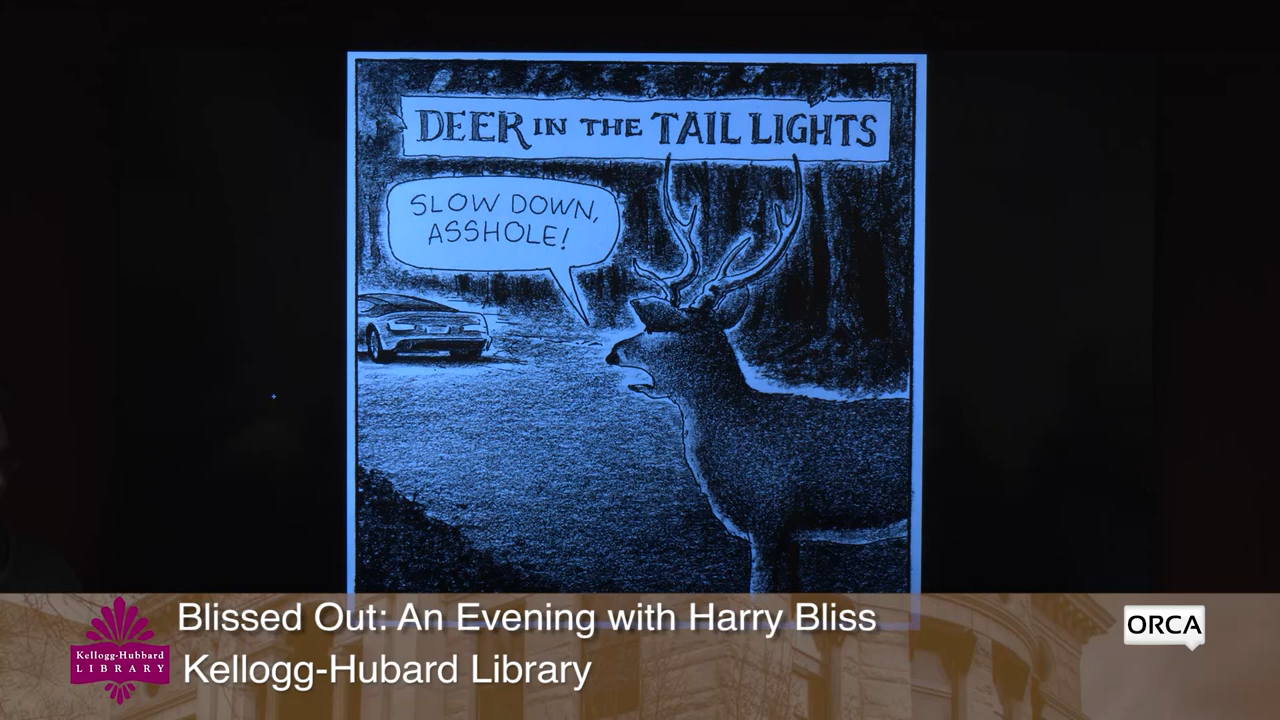 DEER IN THE TAIL LIGHTS
SLOW DOWN,
ASSHOLE!
Blissed Out: An Evening with Harry Bliss
Kellogg-Hubard Library
Kellogg-Hubbard
LIBRARY
ORCA